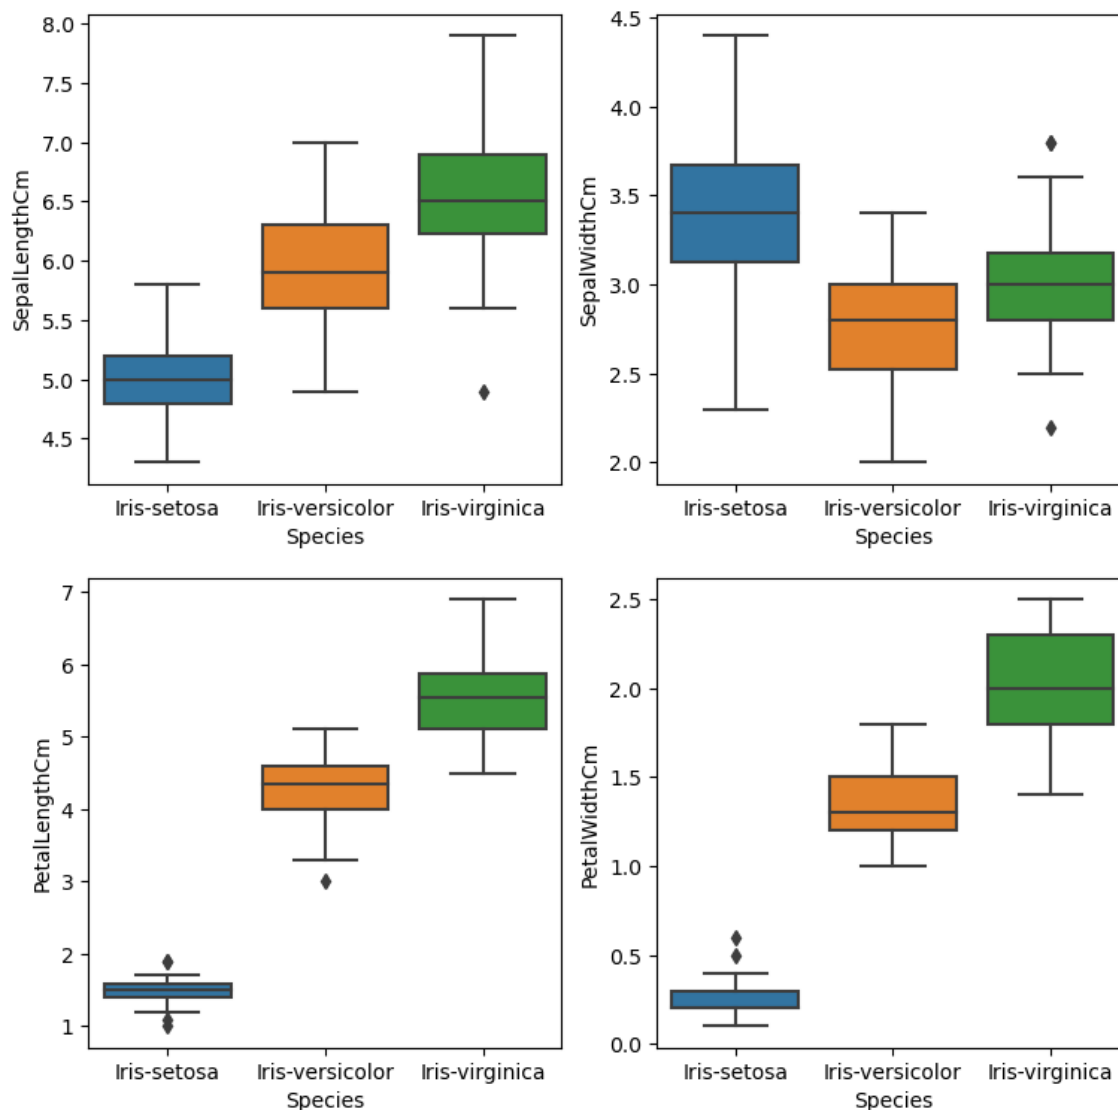 SepalLengthCm
8.0
7.5
7.0
6.5
6.0
5.5
5.0
4.5
Iris-setosa Iris-versicolor Iris-virginica
Species
SepalWidthCm
4.5
4.0
3.5
3.0
2.5
2.0
Iris-setosa Iris-versicolor Iris-virginica
Species
PetalLengthCm
7
6
5
4
3
2
1
Iris-setosa Iris-versicolor Iris-virginica
Species
PetalWidthCm
2.5
2.0
1.5
1.0
0.5
0.0
Iris-setosa Iris-versicolor Iris-virginica
Species